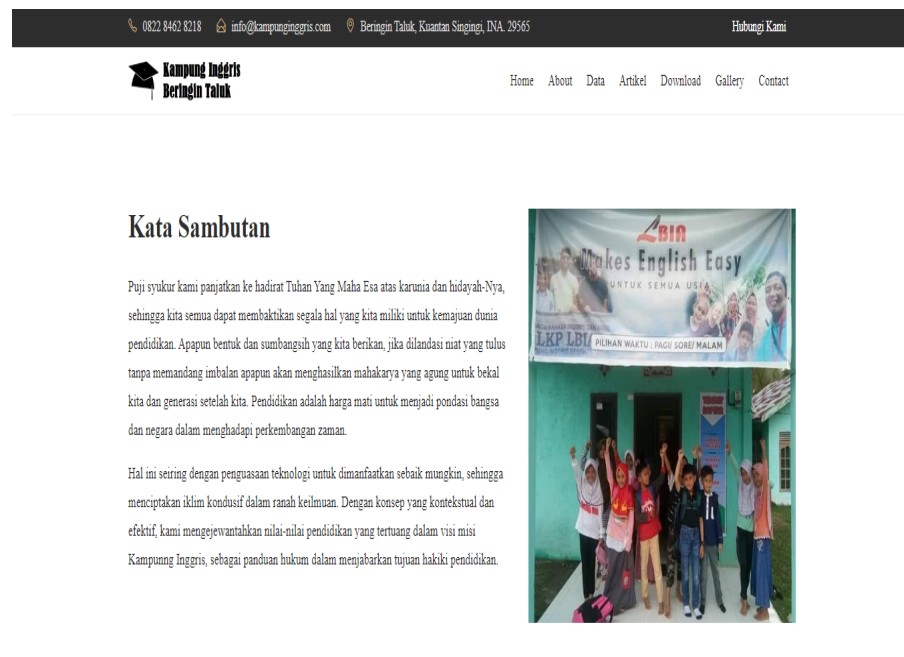 0822 8462 8218 info@kampunginggris.com Beringin Taluk, Kuantan Singingi, INA. 29565 Hubungi Kami
Kampung Inggris
Beringin Taluk
Home About Data Artikel Download Gallery Contact
Kata Sambutan
Puji syukur kami panjatkan ke hadirat Tuhan Yang Maha Esa atas karunia dan hidayah-Nya,
sehingga kita semua dapat membaktikan segala hal yang kita miliki untuk kemajuan dunia
pendidikan. Apapun bentuk dan sumbangsih yang kita berikan, jika dilandasi niat yang tulus
tanpa memandang imbalan apapun akan menghasilkan mahakarya yang agung untuk bekal
kita dan generasi setelah kita. Pendidikan adalah harga mati untuk menjadi pondasi bangsa
dan negara dalam menghadapi perkembangan zaman.
Hal ini seiring dengan penguasaan teknologi untuk dimanfaatkan sebaik mungkin, sehingga
menciptakan iklim kondusif dalam ranah keilmuan. Dengan konsep yang kontekstual dan
efektif, kami mengejewantahkan nilai-nilai pendidikan yang tertuang dalam visi misi
Kampunng Inggris, sebagai panduan hukum dalam menjabarkan tujuan hakiki pendidikan.
LBIA
Makes English Easy
UNTUK SEMUA USIA
LKP LBIA
PILIHAN WAKTU : PAGI/ SORE/ MALAM